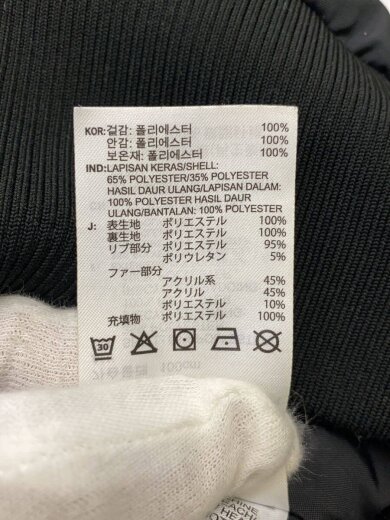 KOR:겉감: 폴리에스터 100%
안감: 폴리에스터 100%
보온재: 폴리에스터 100%
IND:LAPISAN KERAS/SHELL:
65% POLYESTER/35% POLYESTER
HASIL DAUR ULANG/LAPISAN DALAM:
100% POLYESTER HASIL DAUR
ULANG/BANTALAN: 100% POLYESTER
J: 表生地 ポリエステル 100%
裏生地 ポリエステル 100%
リブ部分 ポリエステル 95%
ポリウレタン 5%
ファー部分
アクリル系 45%
アクリル 45%
ポリエステル 10%
充填物 ポリエステル 100%
30